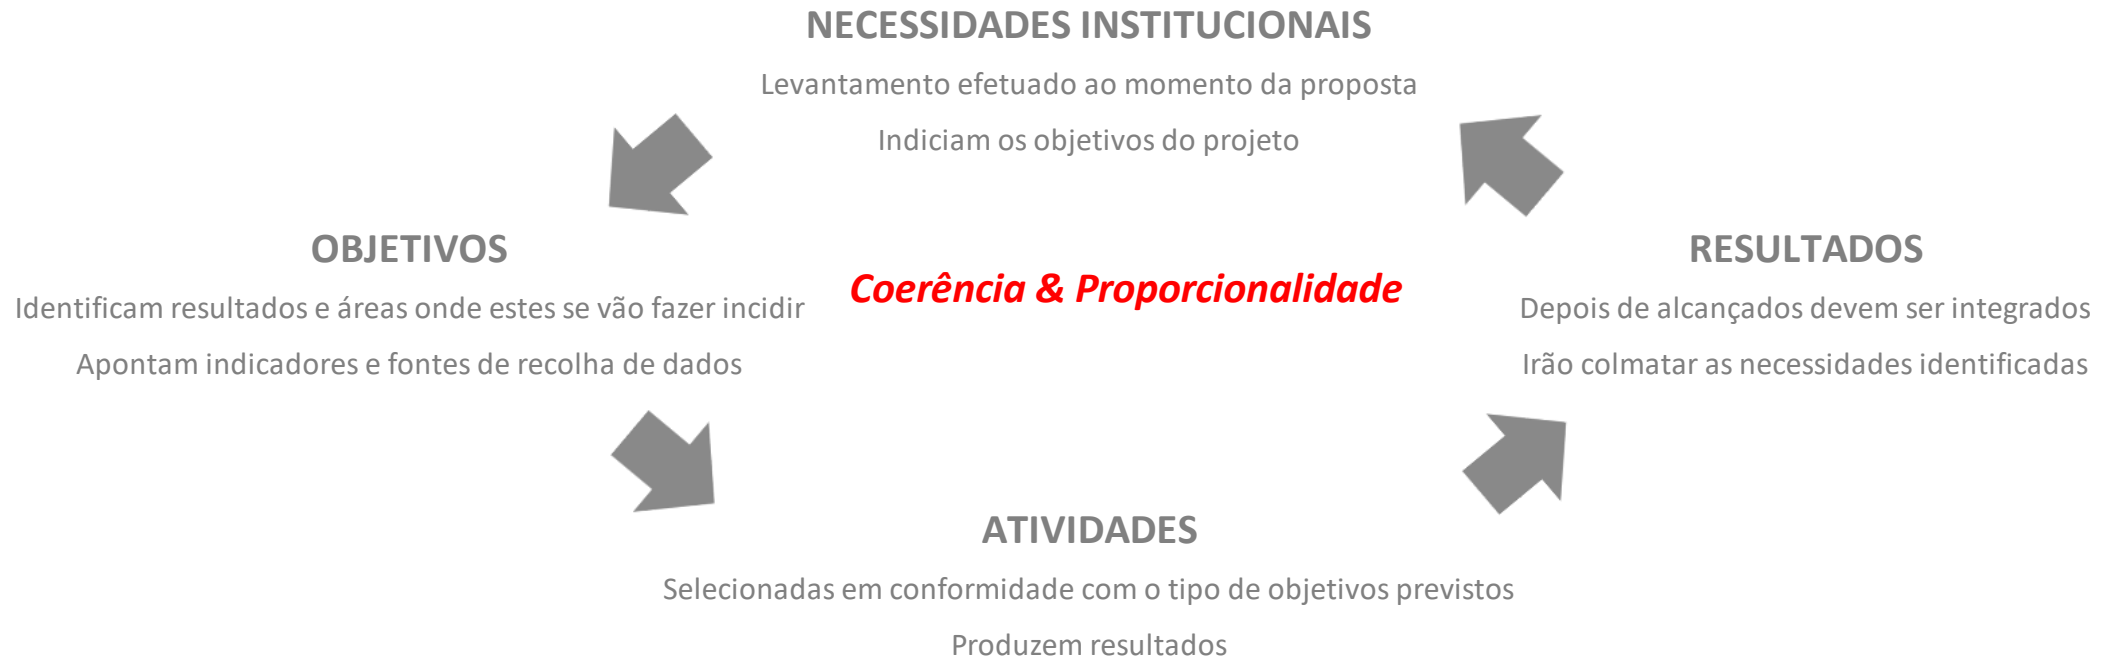 NECESSIDADES INSTITUCIONAIS
Levantamento efetuado ao momento da proposta
Indiciam os objetivos do projeto
OBJETIVOS
Identificam resultados e áreas onde estes se vão fazer incidir
Apontam indicadores e fontes de recolha de dados
Coerência & Proporcionalidade
RESULTADOS
Depois de alcançados devem ser integrados
Irão colmatar as necessidades identificadas
ATIVIDADES
Selecionadas em conformidade com o tipo de objetivos previstos
Produzem resultados